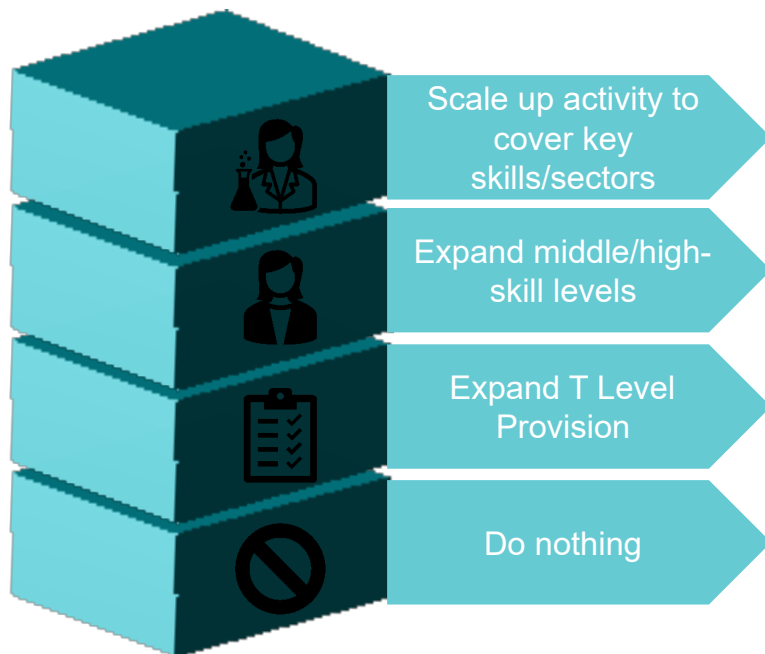 Scale up activity to
cover key
skills/sectors
Expand middle/high-
skill levels
Expand T Level
Provision
Do nothing